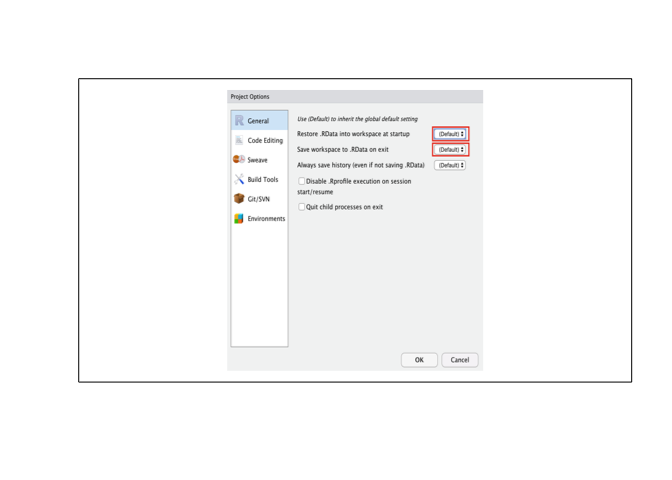 Project Options
General
Code Editing
Sweave
Build Tools
Git/SVN
Environments
Use (Default) to inherit the global default setting
Restore .RData into workspace at startup (Default)
Save workspace to .RData on exit (Default)
Always save history (even if not saving .RData) (Default)
Disable .Rprofile execution on session
start/resume
Quit child processes on exit
OK Cancel